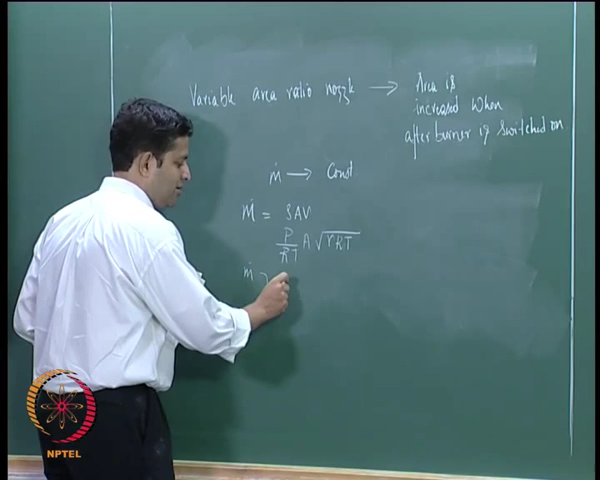 Variable area ratio nozzle → Area is
increased when
after burner is switched on
ṁ → Const
ṁ = ρAV
P/RT A√γRT
ṁ
NPTEL